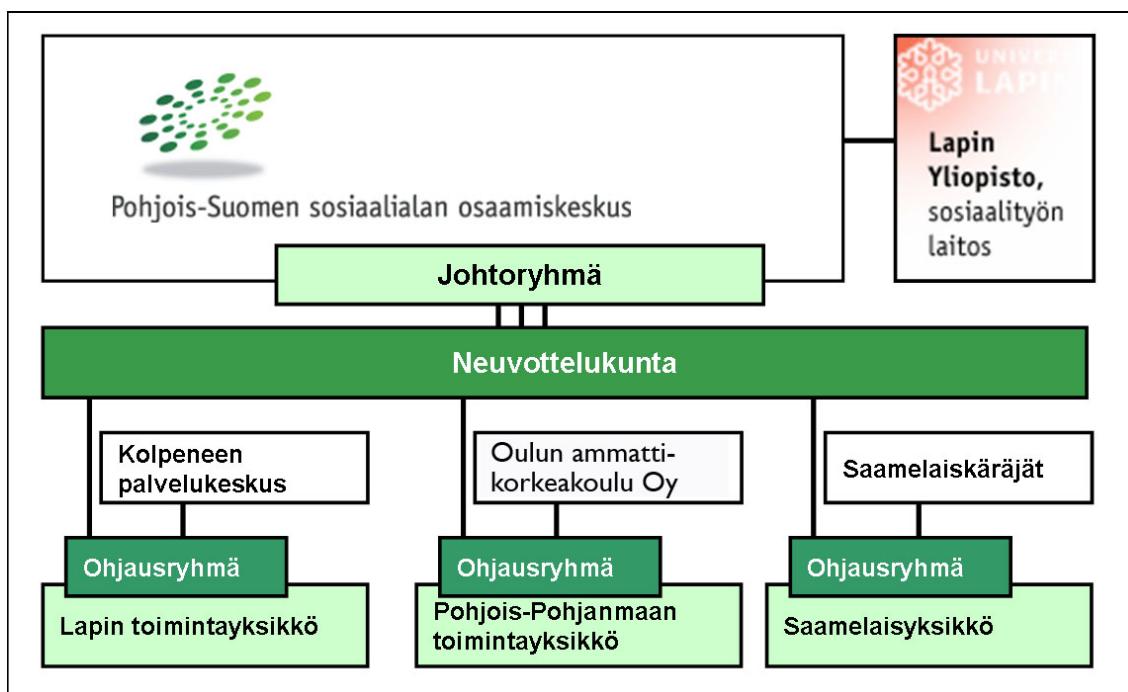 Pohjois-Suomen sosiaalialan osaamiskeskus
Lapin
Yliopisto,
sosiaalityön
laitos
Johtoryhmä
Neuvottelukunta
Kolpeneen
palvelukeskus
Oulun ammatti-
korkeakoulu Oy
Saamelaiskäräjät
Ohjausryhmä
Ohjausryhmä
Ohjausryhmä
Lapin toimintayksikkö
Pohjois-Pohjanmaan
toimintayksikkö
Saamelaisyksikkö